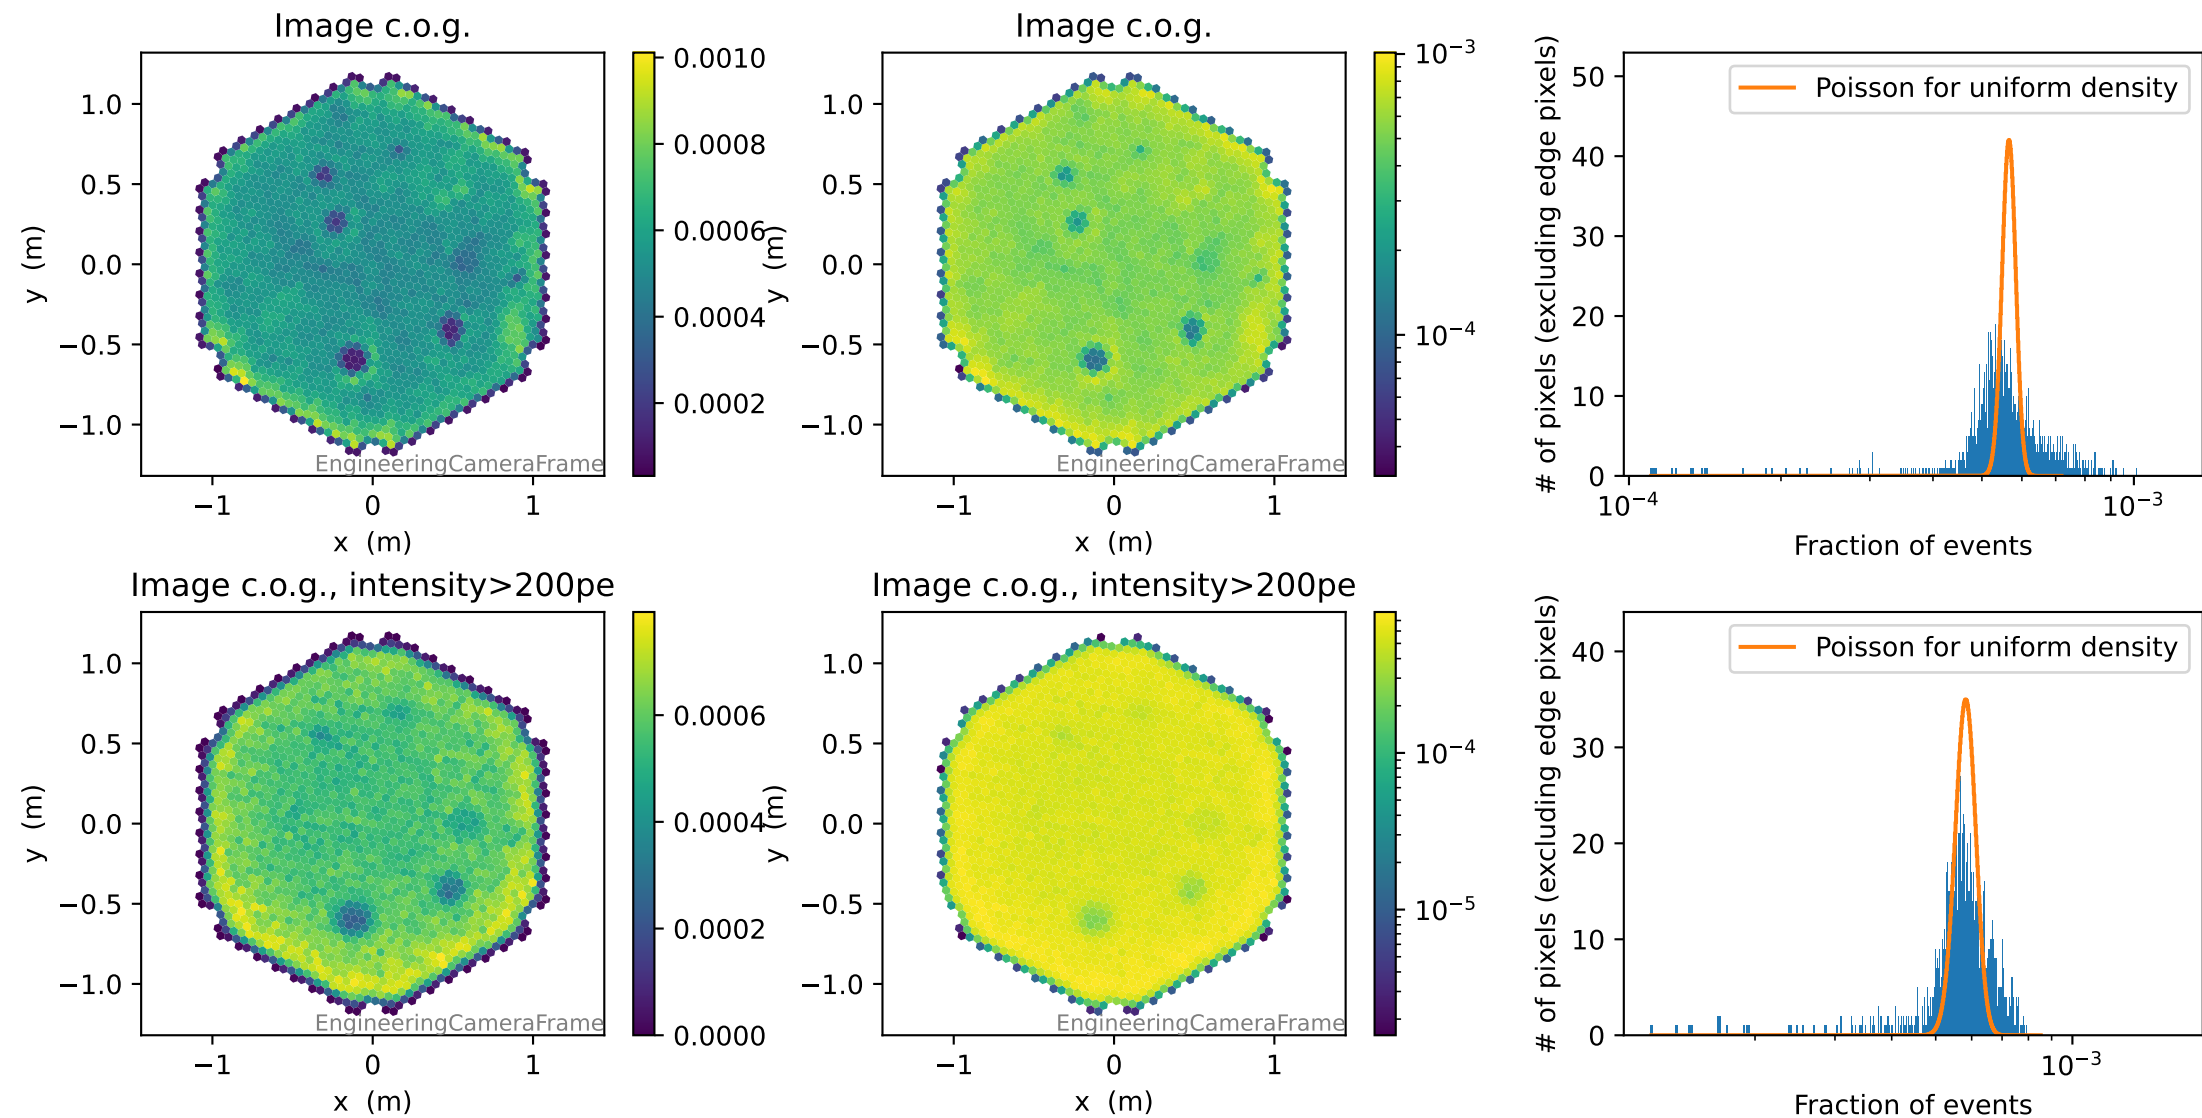 Image c.o.g.
y (m)
1.0
0.5
0.0
−0.5
−1.0
−1 0 1
x (m)
EngineeringCameraFrame
0.0010
0.0008
0.0006
0.0004
0.0002
Image c.o.g.
y (m)
1.0
0.5
0.0
−0.5
−1.0
−1 0 1
x (m)
EngineeringCameraFrame
10⁻³
10⁻⁴
# of pixels (excluding edge pixels)
50
40
30
20
10
0
Poisson for uniform density
10⁻⁴ 10⁻³
Fraction of events
Image c.o.g., intensity>200pe
y (m)
1.0
0.5
0.0
−0.5
−1.0
−1 0 1
x (m)
EngineeringCameraFrame
0.0006
0.0004
0.0002
0.0000
Image c.o.g., intensity>200pe
y (m)
1.0
0.5
0.0
−0.5
−1.0
−1 0 1
x (m)
EngineeringCameraFrame
10⁻⁴
10⁻⁵
# of pixels (excluding edge pixels)
40
30
20
10
0
Poisson for uniform density
10⁻³
Fraction of events